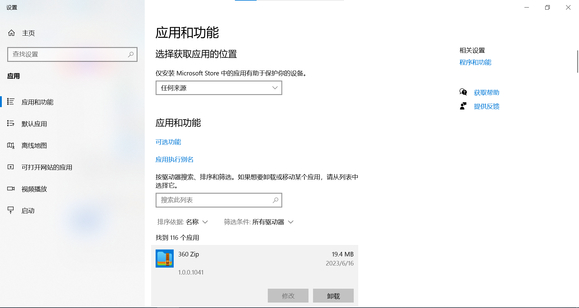 设置
主页
查找设置
应用
应用和功能
默认应用
离线地图
可打开网站的应用
视频播放
启动
应用和功能
选择获取应用的位置
仅安装 Microsoft Store 中的应用有助于保护你的设备。
任何来源
应用和功能
可选功能
应用执行别名
按驱动器搜索、排序和筛选。如果想要卸载或移动某个应用，请从列表中
选择它。
搜索此列表
排序依据: 名称
筛选条件: 所有驱动器
找到 116 个应用
360 Zip
19.4 MB
2023/6/16
1.0.0.1041
修改
卸载
相关设置
程序和功能
获取帮助
提供反馈